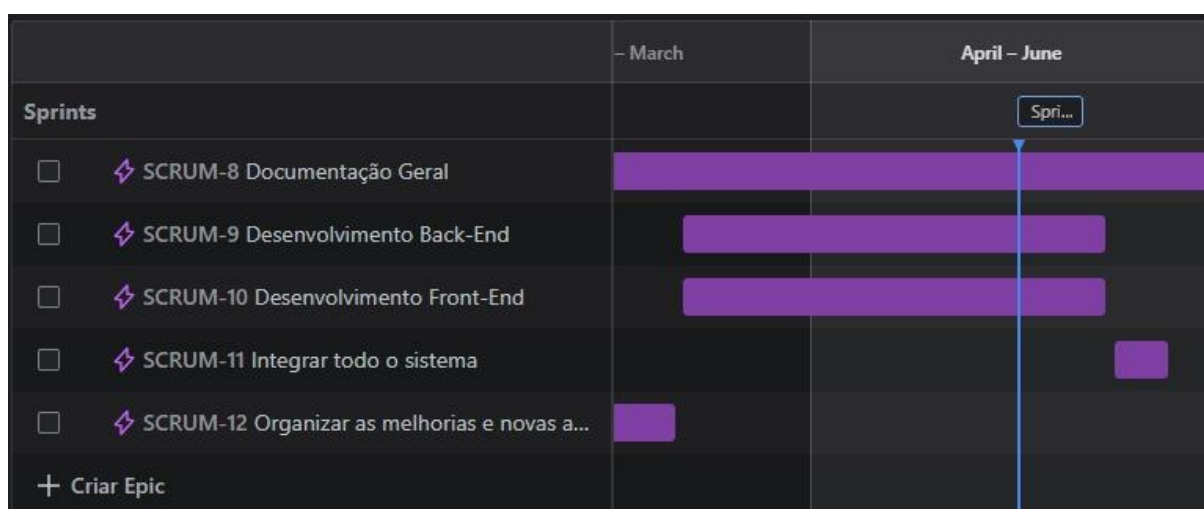 – March
April – June
Sprints
Spri...
SCRUM-8 Documentação Geral
SCRUM-9 Desenvolvimento Back-End
SCRUM-10 Desenvolvimento Front-End
SCRUM-11 Integrar todo o sistema
SCRUM-12 Organizar as melhorias e novas a...
+ Criar Epic